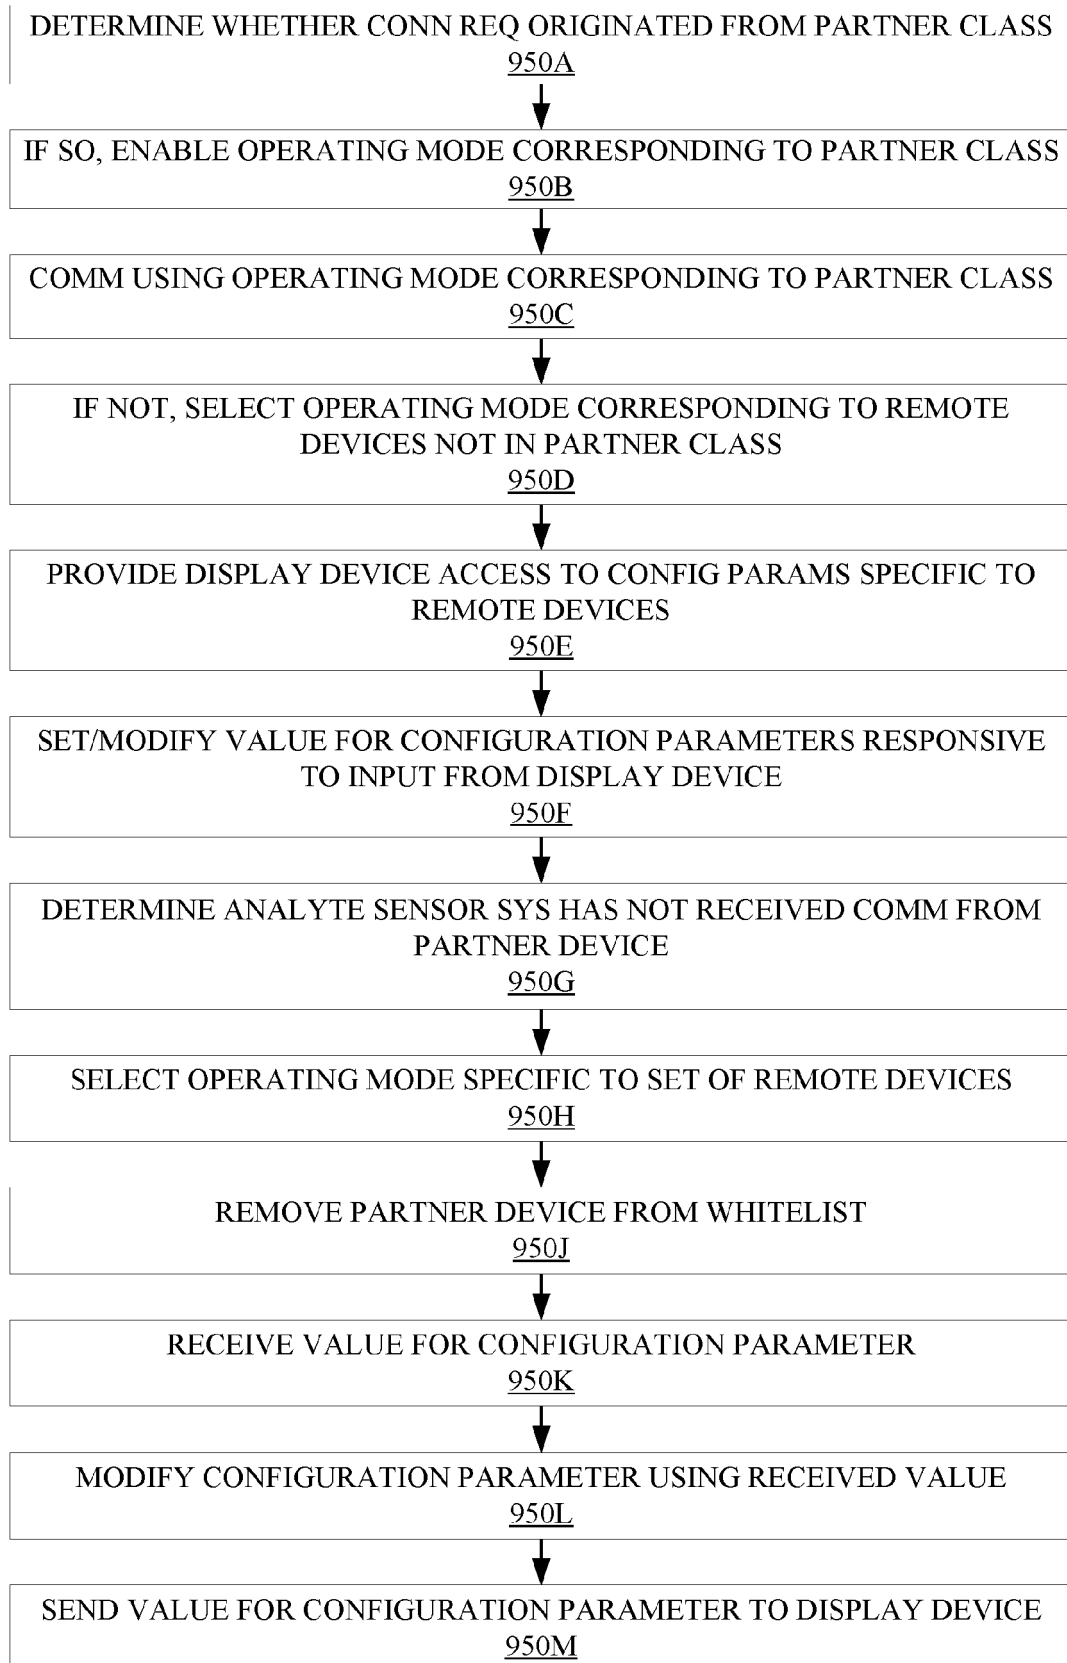 DETERMINE WHETHER CONN REQ ORIGINATED FROM PARTNER CLASS
950A
IF SO, ENABLE OPERATING MODE CORRESPONDING TO PARTNER CLASS
950B
COMM USING OPERATING MODE CORRESPONDING TO PARTNER CLASS
950C
IF NOT, SELECT OPERATING MODE CORRESPONDING TO REMOTE
DEVICES NOT IN PARTNER CLASS
950D
PROVIDE DISPLAY DEVICE ACCESS TO CONFIG PARAMS SPECIFIC TO
REMOTE DEVICES
950E
SET/MODIFY VALUE FOR CONFIGURATION PARAMETERS RESPONSIVE
TO INPUT FROM DISPLAY DEVICE
950F
DETERMINE ANALYTE SENSOR SYS HAS NOT RECEIVED COMM FROM
PARTNER DEVICE
950G
SELECT OPERATING MODE SPECIFIC TO SET OF REMOTE DEVICES
950H
REMOVE PARTNER DEVICE FROM WHITELIST
950J
RECEIVE VALUE FOR CONFIGURATION PARAMETER
950K
MODIFY CONFIGURATION PARAMETER USING RECEIVED VALUE
950L
SEND VALUE FOR CONFIGURATION PARAMETER TO DISPLAY DEVICE
950M